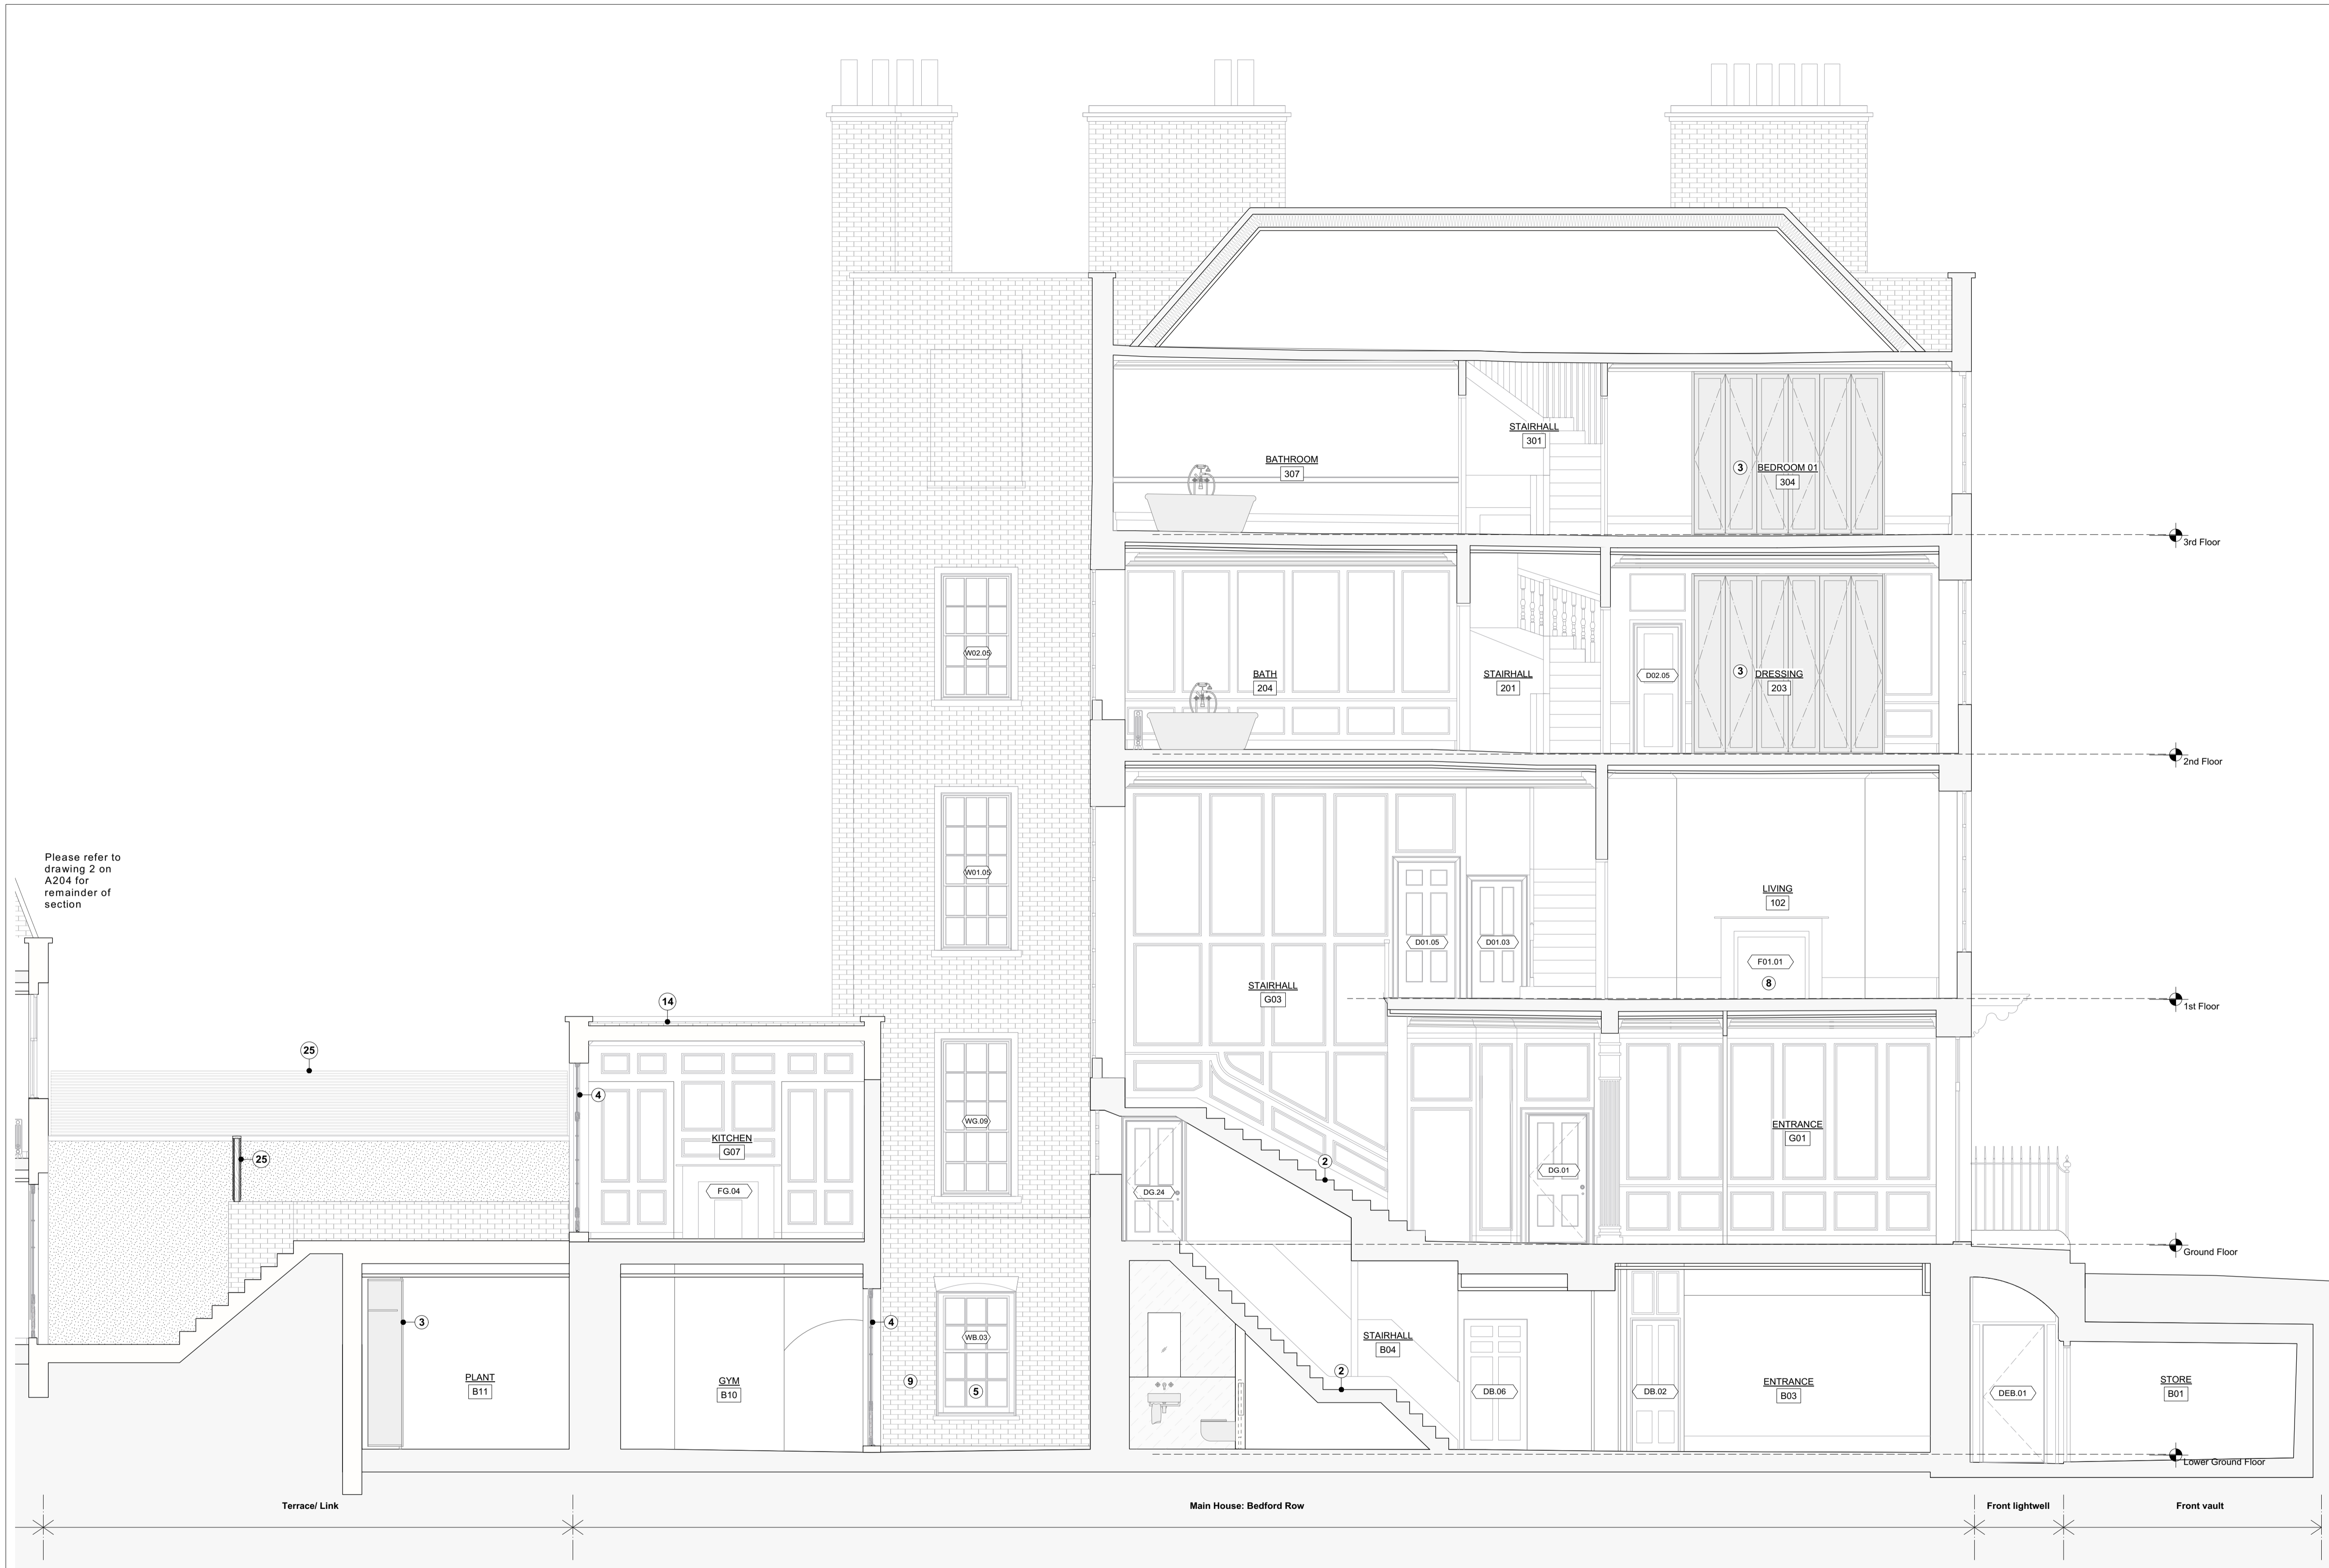 STAIRHALL
301
BATHROOM
307
3
BEDROOM 01
304
3rd Floor
W02.05
BATH
204
STAIRHALL
201
D02.05
3
DRESSING
203
2nd Floor
Please refer to
drawing 2 on
A204 for
remainder of
section
W01.05
LIVING
102
D01.05
D01.03
F01.01
8
STAIRHALL
G03
14
1st Floor
25
4
WG.09
ENTRANCE
G01
KITCHEN
G07
25
2
DG.01
FG.04
DG.24
Ground Floor
3
4
WB.03
STAIRHALL
B04
2
PLANT
B11
GYM
B10
9
5
DB.06
DB.02
ENTRANCE
B03
DEB.01
STORE
B01
Lower Ground Floor
Terrace/ Link
Main House: Bedford Row
Front lightwell
Front vault